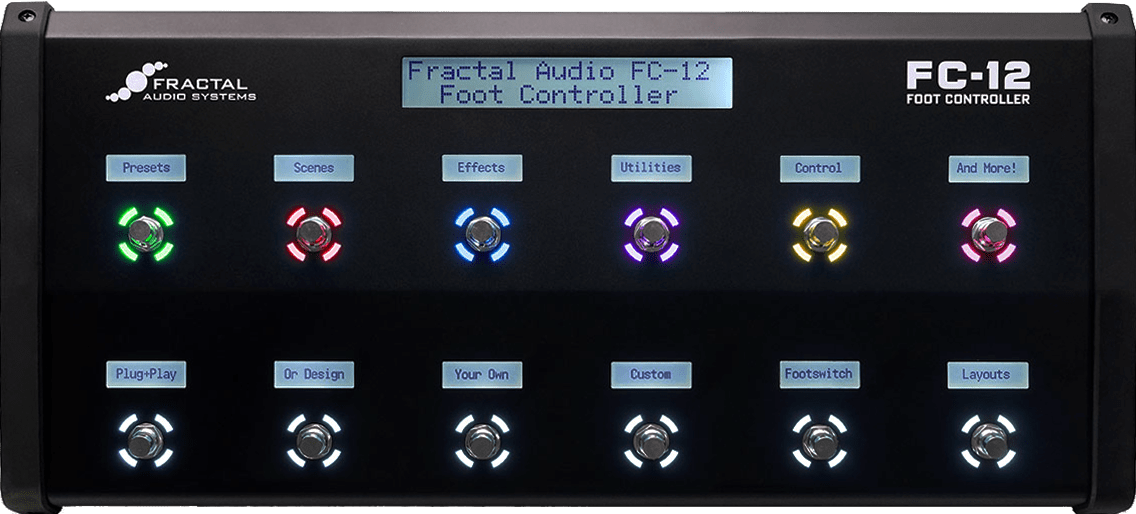 FRACTAL
AUDIO SYSTEMS
Fractal Audio FC-12
Foot Controller
FC-12
FOOT CONTROLLER
Presets
Scenes
Effects
Utilities
Control
And More!
Plug+Play
Or Design
Your Own
Custom
Footswitch
Layouts